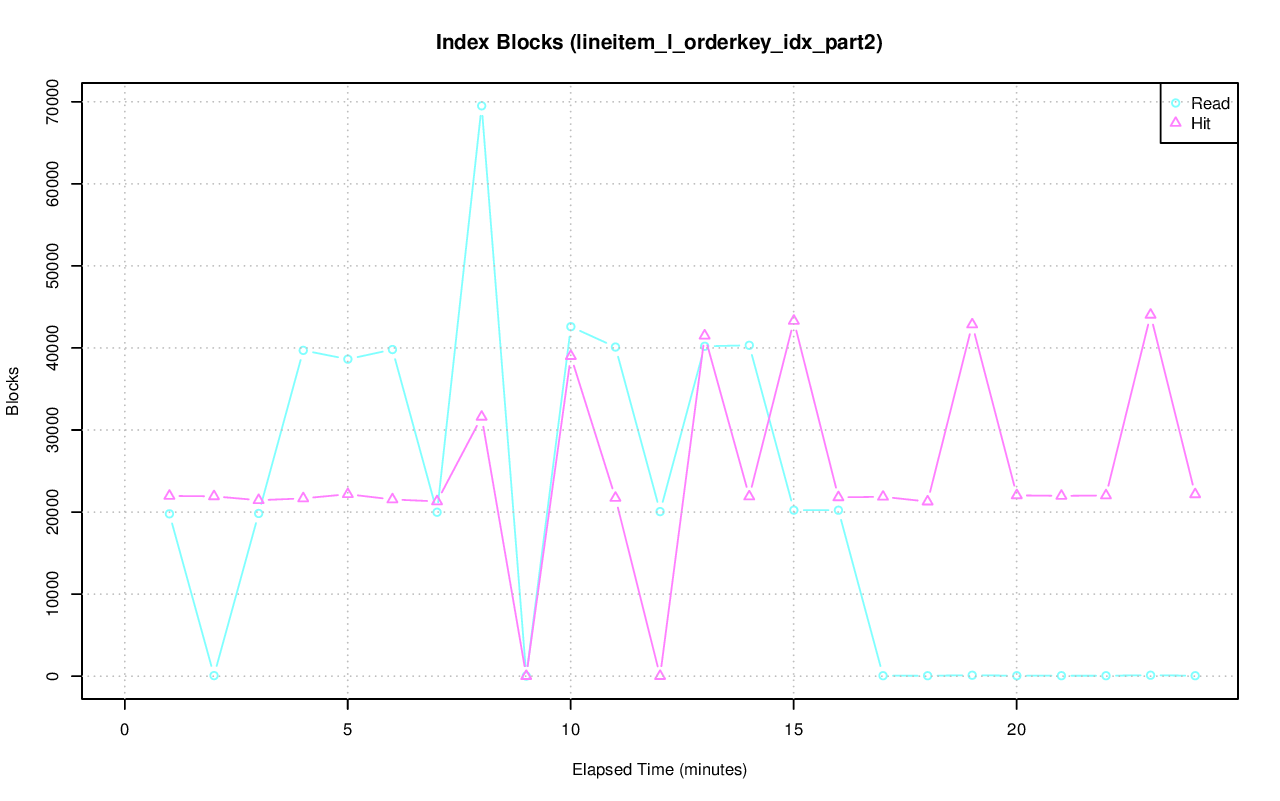 Index Blocks (lineitem_l_orderkey_idx_part2)
Read
Hit
70000
60000
50000
40000
30000
20000
10000
0
Blocks
0 5 10 15 20
Elapsed Time (minutes)